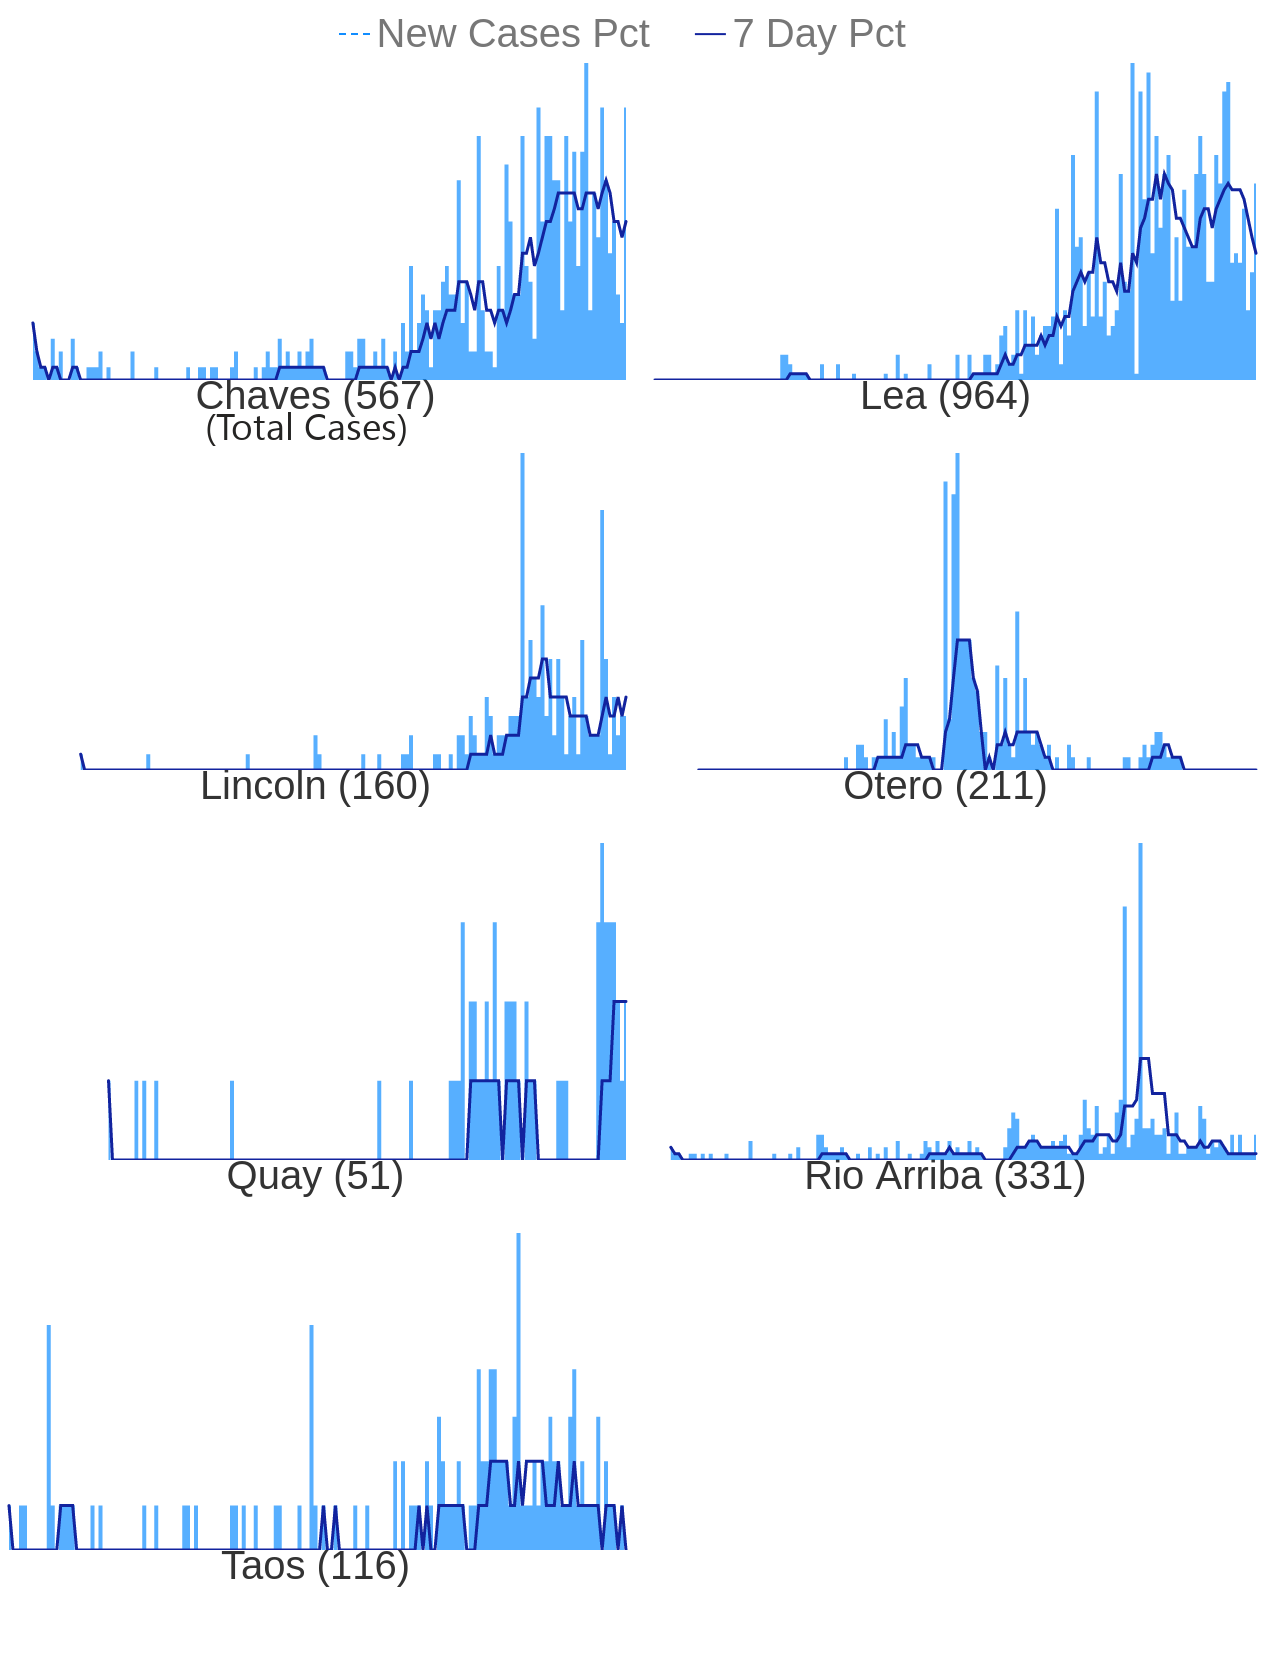 New Cases Pct 7 Day Pct
Chaves (567) Lea (964)
(Total Cases)
Lincoln (160) Otero (211)
Quay (51) Rio Arriba (331)
Taos (116)